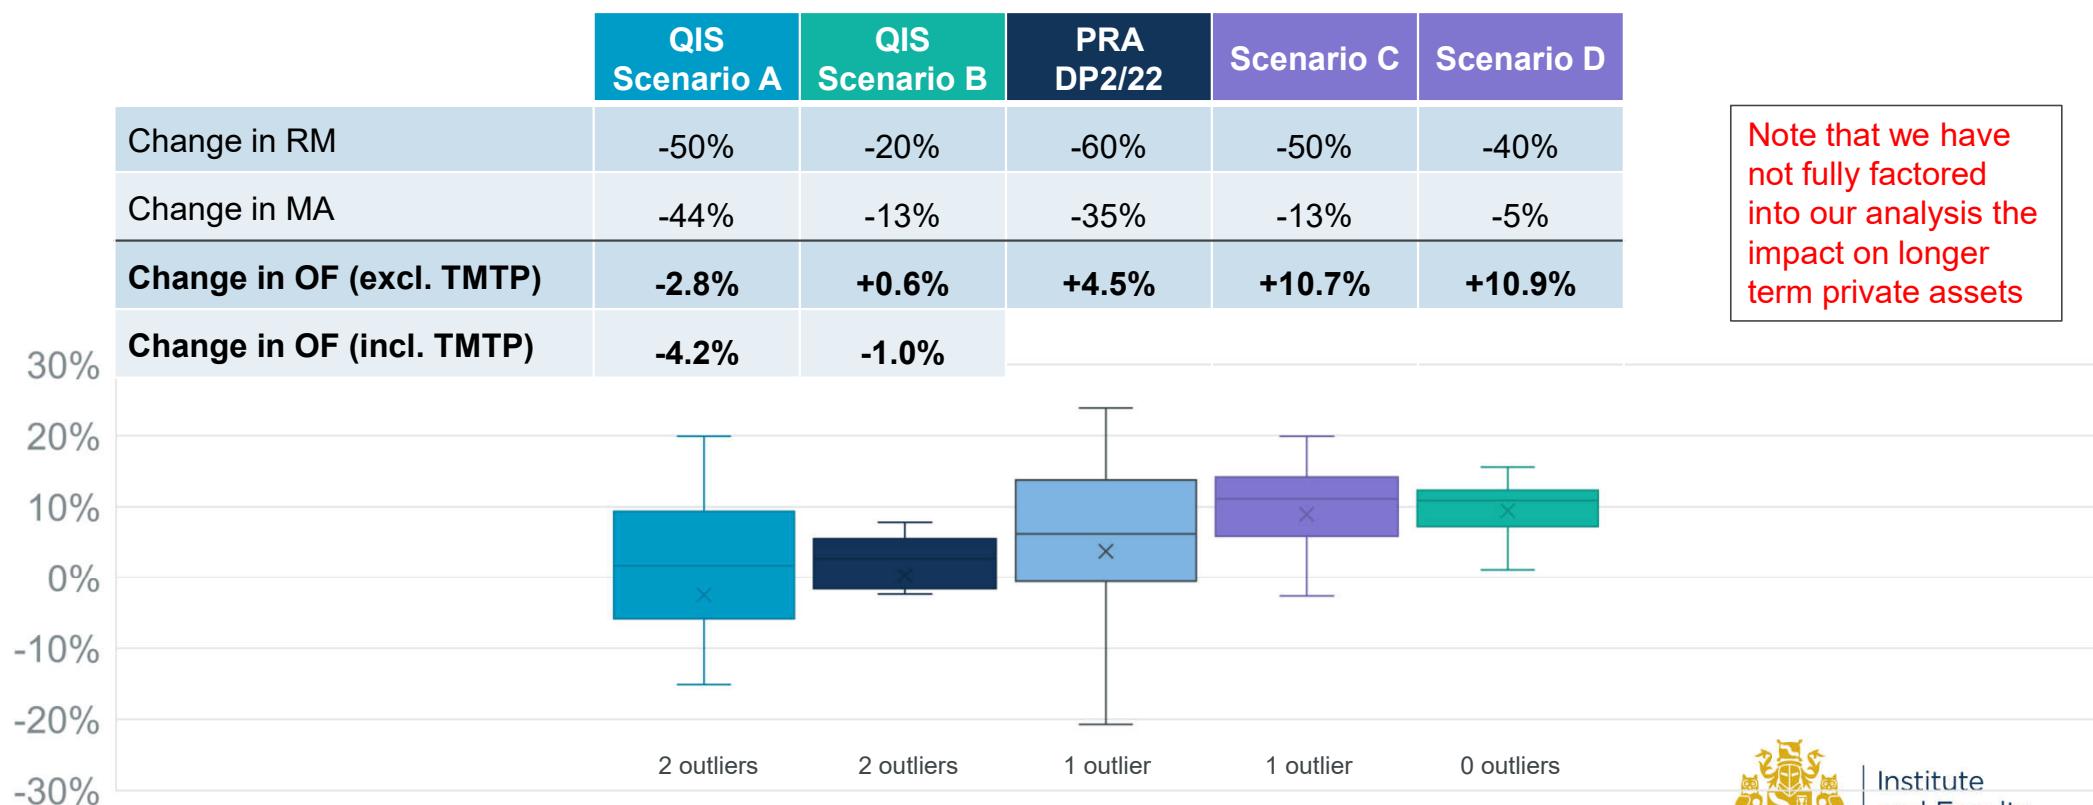 QIS
Scenario A
QIS
Scenario B
PRA
DP2/22
Scenario C
Scenario D
Change in RM -50% -20% -60% -50% -40%
Change in MA -44% -13% -35% -13% -5%
Change in OF (excl. TMTP) -2.8% +0.6% +4.5% +10.7% +10.9%
Change in OF (incl. TMTP) -4.2% -1.0%
Note that we have
not fully factored
into our analysis the
impact on longer
term private assets
30%
20%
10%
0%
-10%
-20%
-30%
2 outliers 2 outliers 1 outlier 1 outlier 0 outliers
Institute